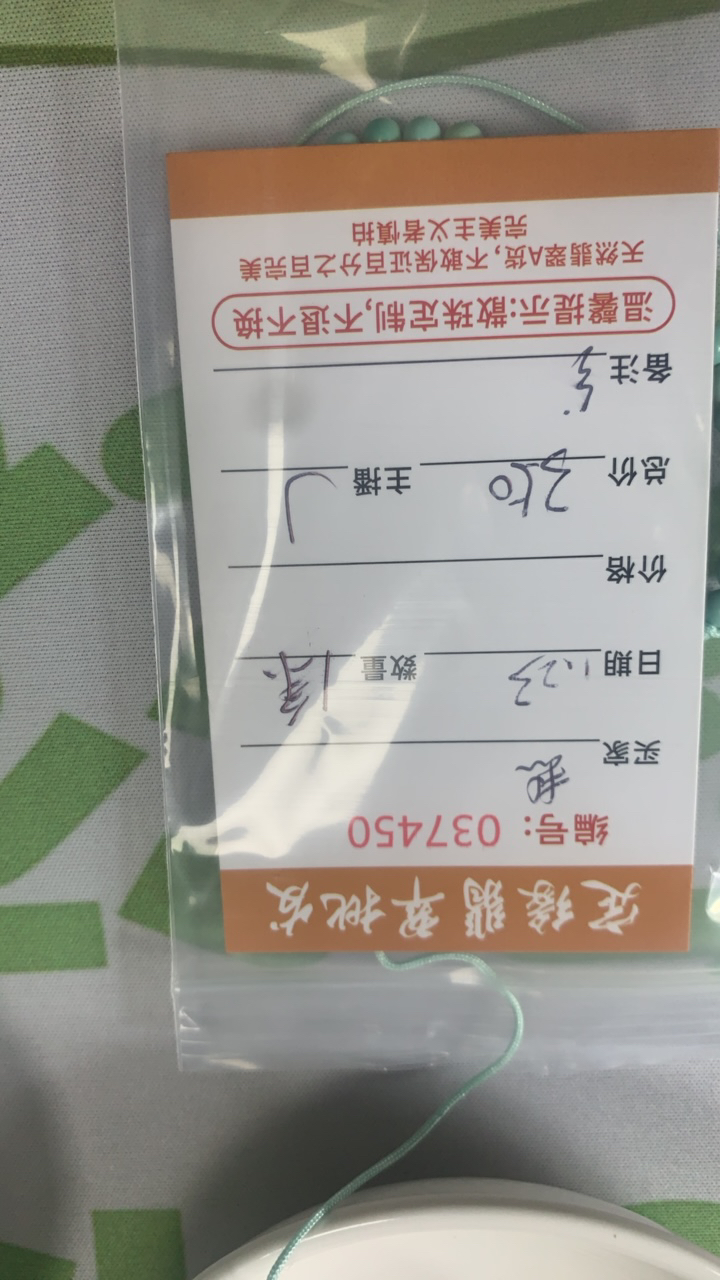 翡翠批发
编号: 037450
买家
日期 1.23 数量 1条
价格
总价 250 主播
备注
温馨提示:散珠定制,不退不换
天然翡翠A货,不敢保证百分之百完美
完美主义者慎拍